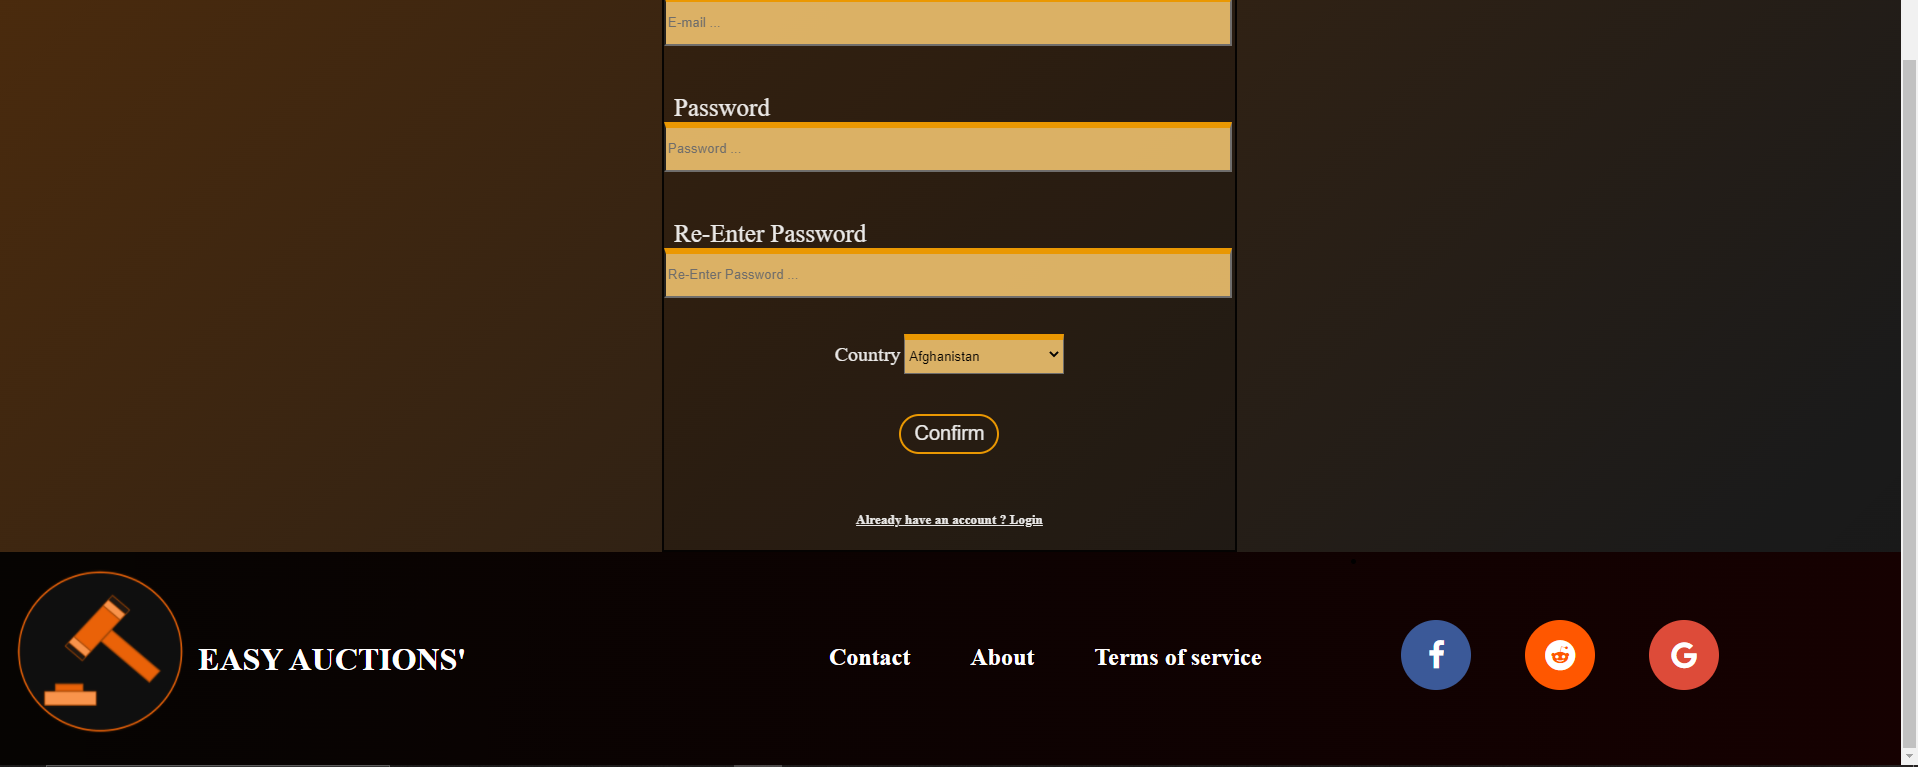 E-mail ...
Password
Password ...
Re-Enter Password
Re-Enter Password ...
Country Afghanistan
Confirm
Already have an account ? Login
EASY AUCTIONS' Contact About Terms of service